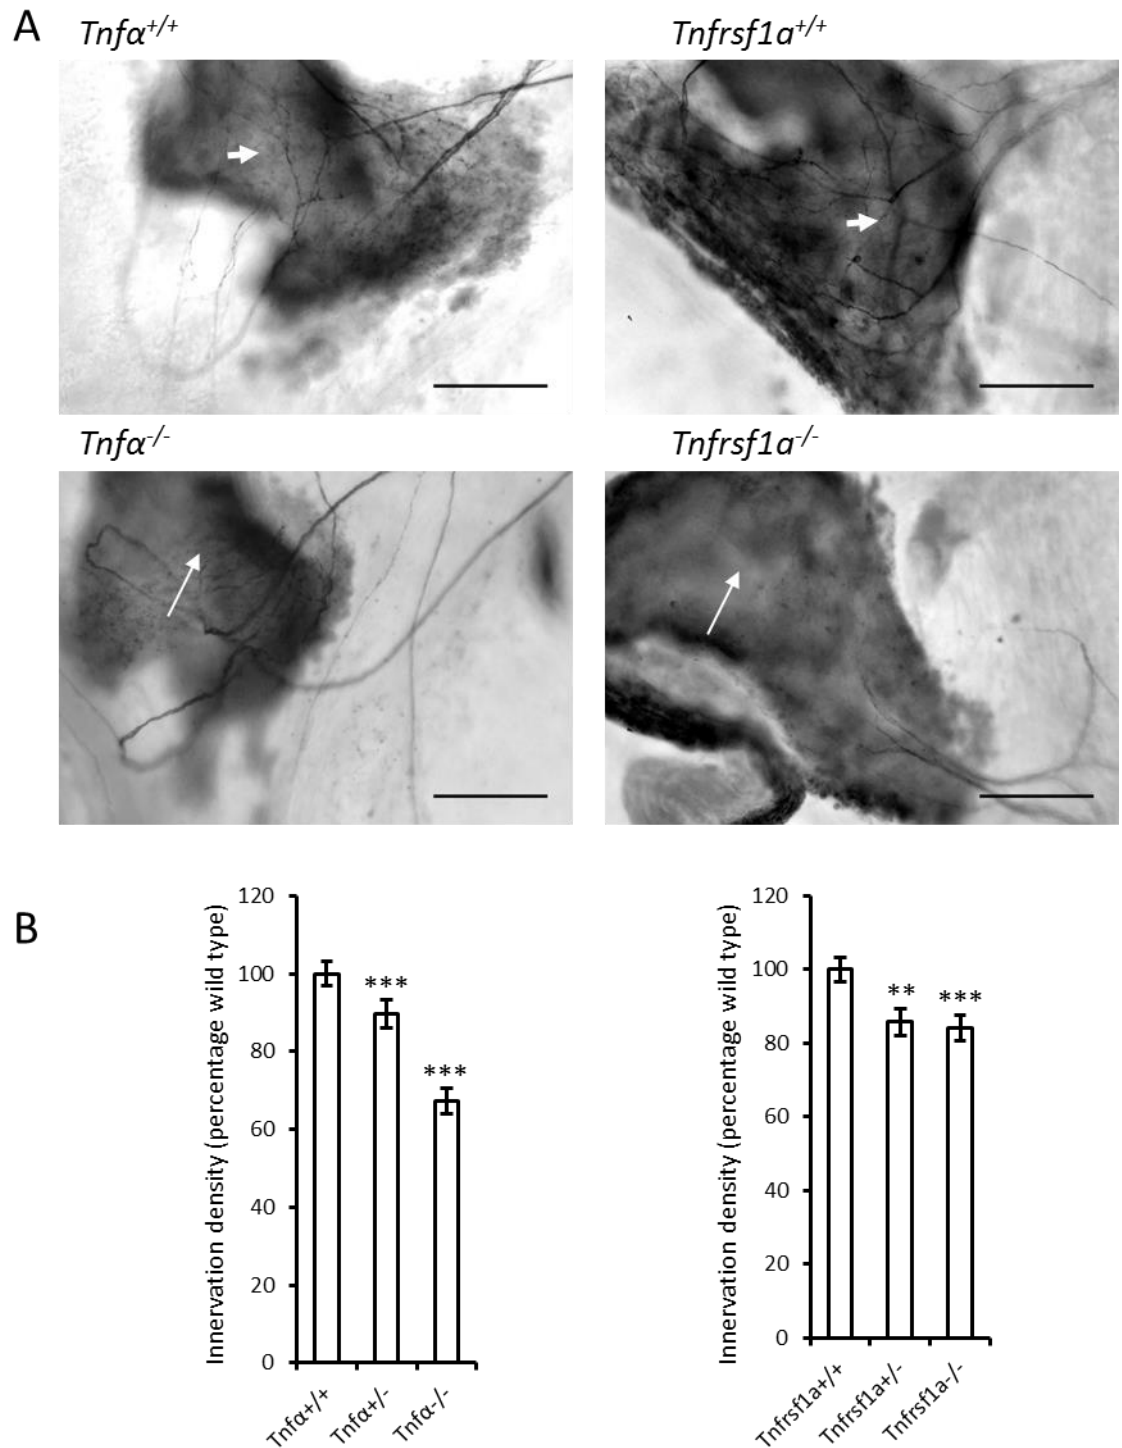 A
Tnfα+/+
Tnfrsf1a+/+
Tnfα-/-
Tnfrsf1a-/-
B
Innervation density (percentage wild type)
120
100
80
60
40
20
0
***
***
Tnfα+/+
Tnfα+/-
Tnfα-/-
Innervation density (percentage wild type)
120
100
80
60
40
20
0
**
***
Tnfrsf1a+/+
Tnfrsf1a+/-
Tnfrsf1a-/-